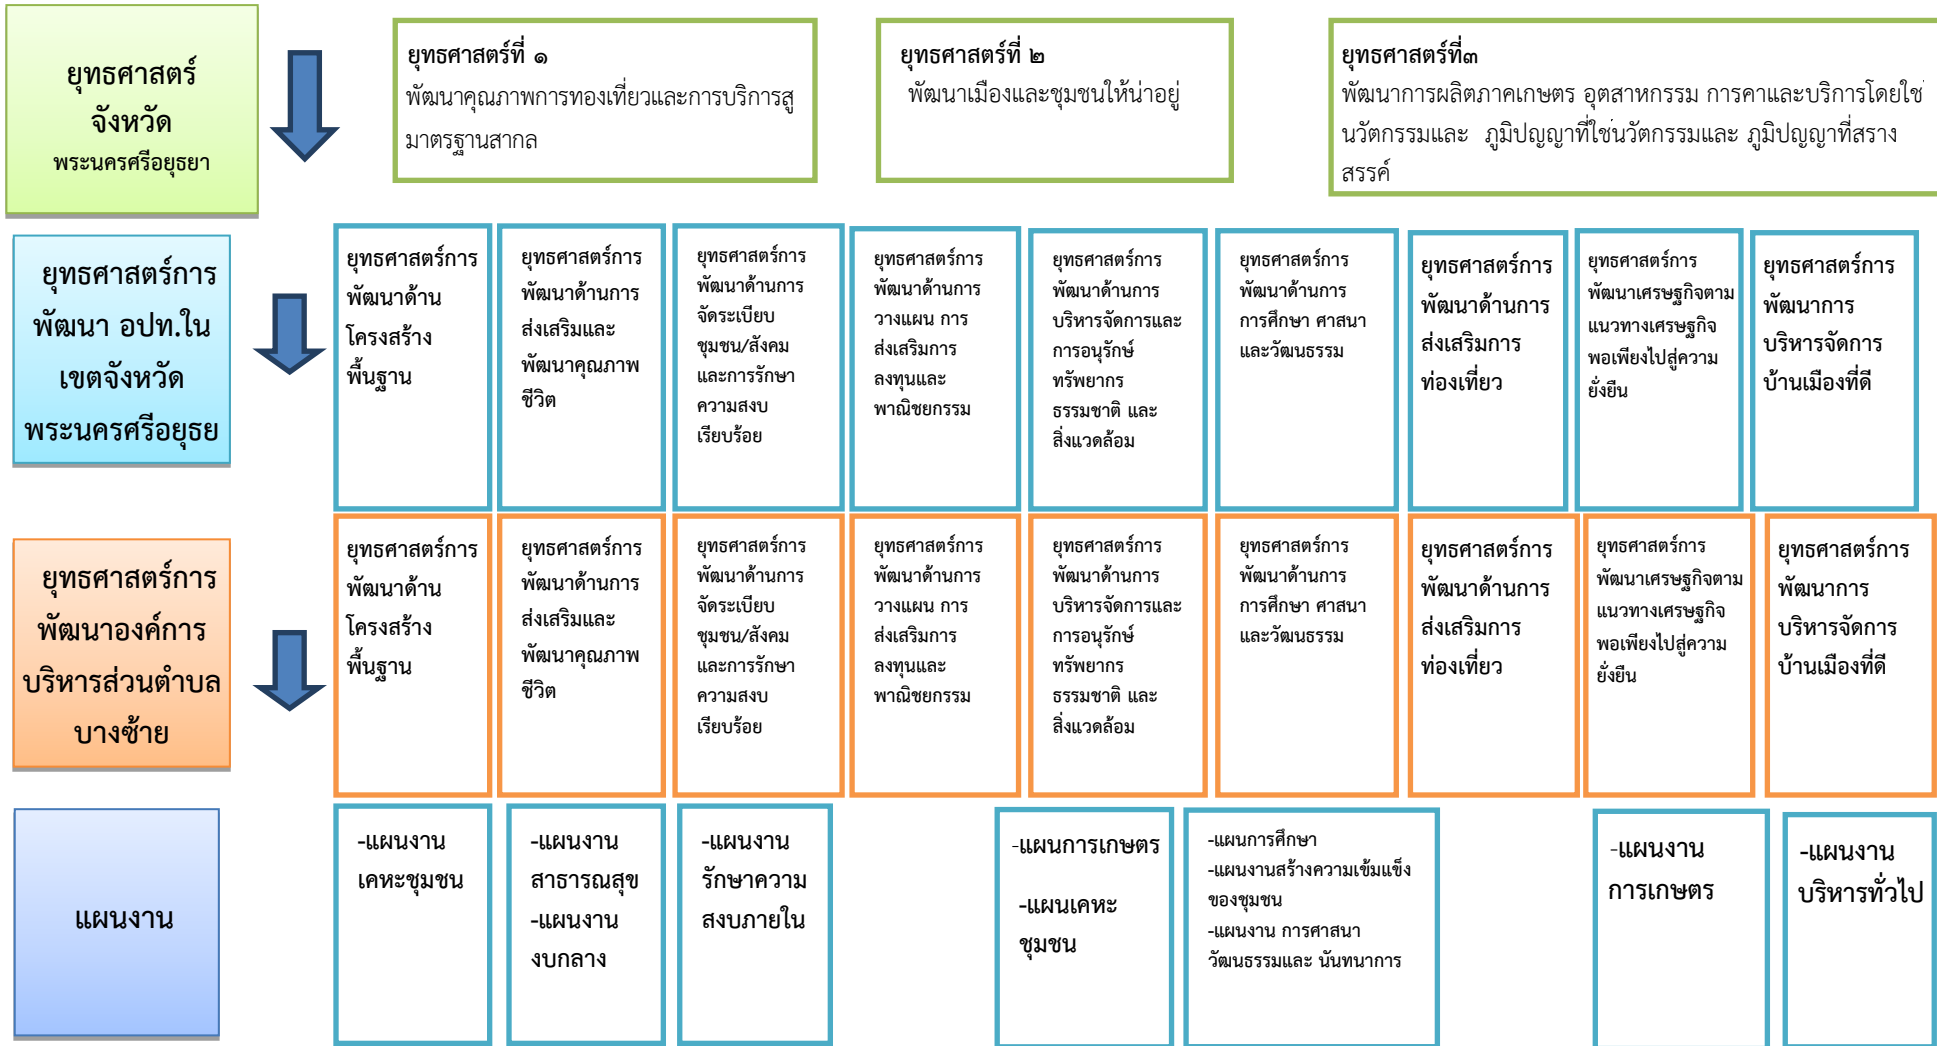 ยุทธศาสตร์
จังหวัด
พระนครศรีอยุธยา
ยุทธศาสตร์ที่ ๑
พัฒนาคุณภาพการทองเที่ยวและการบริการสู
มาตรฐานสากล
ยุทธศาสตร์ที่ ๒
พัฒนาเมืองและชุมชนให้น่าอยู่
ยุทธศาสตร์ที่๓
พัฒนาการผลิตภาคเกษตร อุตสาหกรรม การคาและบริการโดยใช่
นวัตกรรมและ ภูมิปญญาที่ใช่นวัตกรรมและ ภูมิปญญาที่สราง
สรรค์
ยุทธศาสตร์การ
พัฒนา อปท.ใน
เขตจังหวัด
พระนครศรีอยุธย
ยุทธศาสตร์การ
พัฒนาด้าน
โครงสร้าง
พื้นฐาน
ยุทธศาสตร์การ
พัฒนาด้านการ
ส่งเสริมและ
พัฒนาคุณภาพ
ชีวิต
ยุทธศาสตร์การ
พัฒนาด้านการ
จัดระเบียบ
ชุมชน/สังคม
และการรักษา
ความสงบ
เรียบร้อย
ยุทธศาสตร์การ
พัฒนาด้านการ
วางแผน การ
ส่งเสริมการ
ลงทุนและ
พาณิชยกรรม
ยุทธศาสตร์การ
พัฒนาด้านการ
บริหารจัดการและ
การอนุรักษ์
ทรัพยากร
ธรรมชาติ และ
สิ่งแวดล้อม
ยุทธศาสตร์การ
พัฒนาด้านการ
การศึกษา ศาสนา
และวัฒนธรรม
ยุทธศาสตร์การ
พัฒนาด้านการ
ส่งเสริมการ
ท่องเที่ยว
ยุทธศาสตร์การ
พัฒนาเศรษฐกิจตาม
แนวทางเศรษฐกิจ
พอเพียงไปสู่ความ
ยั่งยืน
ยุทธศาสตร์การ
พัฒนาการ
บริหารจัดการ
บ้านเมืองที่ดี
ยุทธศาสตร์การ
พัฒนาองค์การ
บริหารส่วนตำบล
บางซ้าย
ยุทธศาสตร์การ
พัฒนาด้าน
โครงสร้าง
พื้นฐาน
ยุทธศาสตร์การ
พัฒนาด้านการ
ส่งเสริมและ
พัฒนาคุณภาพ
ชีวิต
ยุทธศาสตร์การ
พัฒนาด้านการ
จัดระเบียบ
ชุมชน/สังคม
และการรักษา
ความสงบ
เรียบร้อย
ยุทธศาสตร์การ
พัฒนาด้านการ
วางแผน การ
ส่งเสริมการ
ลงทุนและ
พาณิชยกรรม
ยุทธศาสตร์การ
พัฒนาด้านการ
บริหารจัดการและ
การอนุรักษ์
ทรัพยากร
ธรรมชาติ และ
สิ่งแวดล้อม
ยุทธศาสตร์การ
พัฒนาด้านการ
การศึกษา ศาสนา
และวัฒนธรรม
ยุทธศาสตร์การ
พัฒนาด้านการ
ส่งเสริมการ
ท่องเที่ยว
ยุทธศาสตร์การ
พัฒนาเศรษฐกิจตาม
แนวทางเศรษฐกิจ
พอเพียงไปสู่ความ
ยั่งยืน
ยุทธศาสตร์การ
พัฒนาการ
บริหารจัดการ
บ้านเมืองที่ดี
แผนงาน
-แผนงาน
เคหะชุมชน
-แผนงาน
สาธารณสุข
-แผนงาน
งบกลาง
-แผนงาน
รักษาความ
สงบภายใน
-แผนการเกษตร
-แผนเคหะ
ชุมชน
-แผนการศึกษา
-แผนงานสร้างความเข้มแข็ง
ของชุมชน
-แผนงาน การศาสนา
วัฒนธรรมและ นันทนาการ
-แผนงาน
การเกษตร
-แผนงาน
บริหารทั่วไป